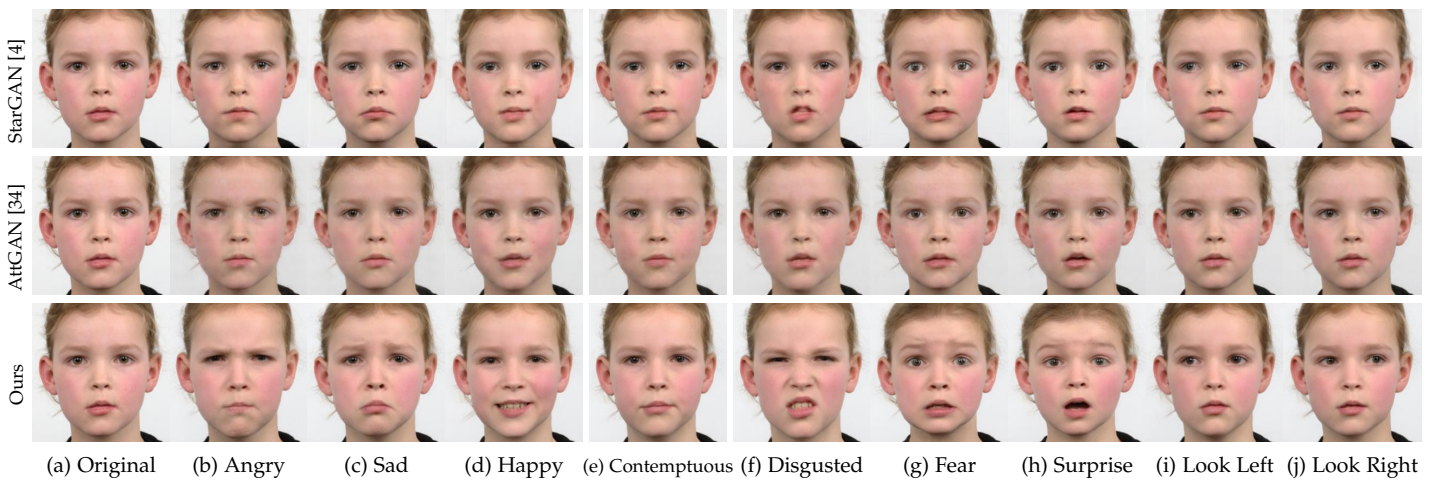 StarGAN [4]
AttGAN [34]
Ours
(a) Original (b) Angry (c) Sad (d) Happy (e) Contemptuous (f) Disgusted (g) Fear (h) Surprise (i) Look Left (j) Look Right